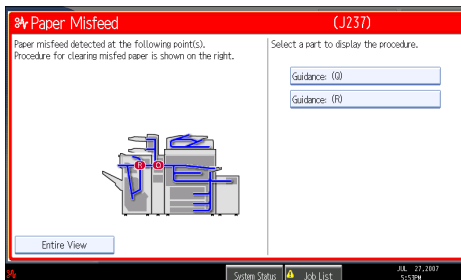 Paper Misfeed
(J237)
Paper misfeed detected at the following point(s).
Procedure for clearing misfed paper is shown on the right.
Select a part to display the procedure.
Guidance: (Q)
Guidance: (R)
R
Q
Entire View
System Status
Job List
JUL 27,2007
5:53PM